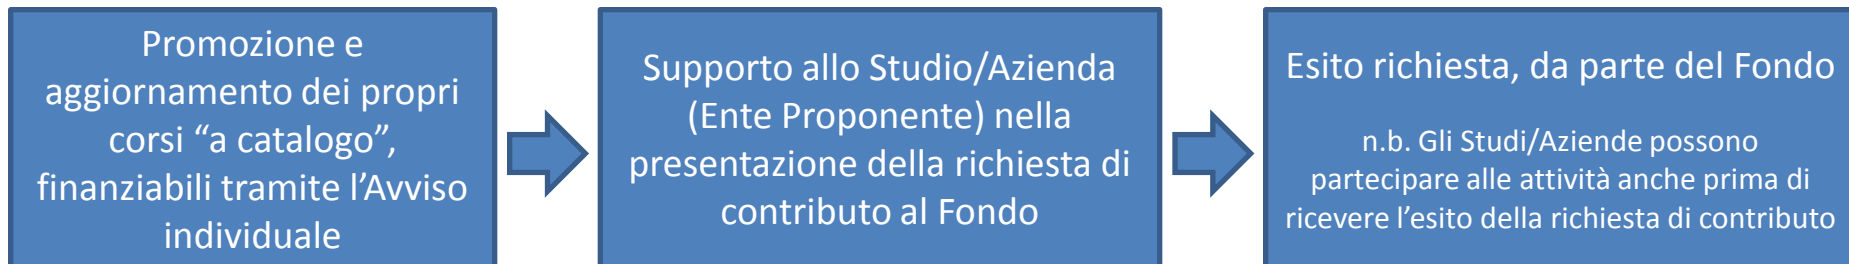 Promozione e
aggiornamento dei propri
corsi “a catalogo”,
finanziabili tramite l’Avviso
individuale
Supporto allo Studio/Azienda
(Ente Proponente) nella
presentazione della richiesta di
contributo al Fondo
Esito richiesta, da parte del Fondo
n.b. Gli Studi/Aziende possono
partecipare alle attività anche prima di
ricevere l’esito della richiesta di contributo